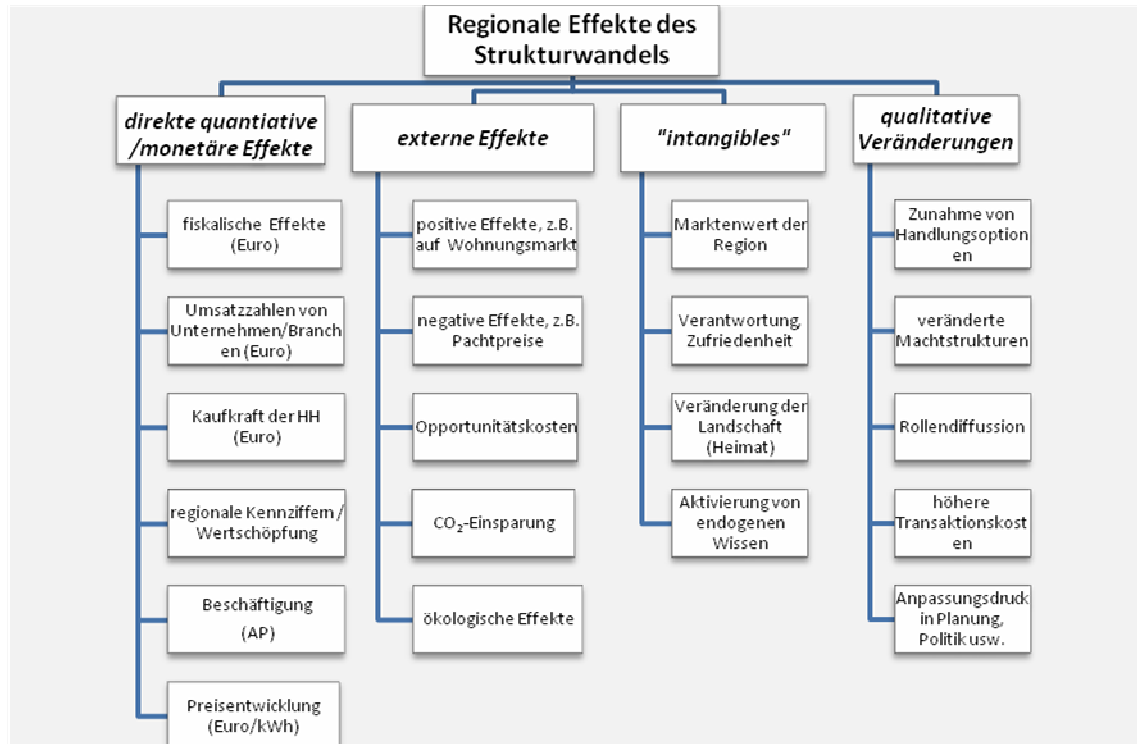 Regionale Effekte des
Strukturwandels
direkte quantiative
/monetäre Effekte
fiskalische Effekte
(Euro)
Umsatzzahlen von
Unternehmen/Branch
en (Euro)
Kaufkraft der HH
(Euro)
regionale Kennziffern /
Wertschöpfung
Beschäftigung
(AP)
Preisentwicklung
(Euro/kWh)
externe Effekte
positive Effekte, z.B.
auf Wohnungsmarkt
negative Effekte, z.B.
Pachtpreise
Opportunitätskosten
CO₂-Einsparung
ökologische Effekte
"intangibles"
Marktenwert der
Region
Verantwortung,
Zufriedenheit
Veränderung der
Landschaft
(Heimat)
Aktivierung von
endogenen
Wissen
qualitative
Veränderungen
Zunahme von
Handlungsoption
en
veränderte
Machtstrukturen
Rollendiffussion
höhere
Transaktionskost
en
Anpassungsdruck
in Planung,
Politik usw.